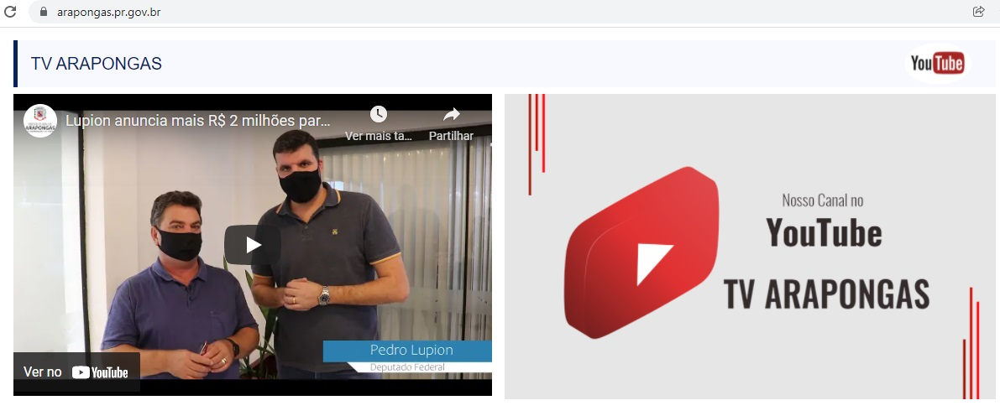 arapongas.pr.gov.br
TV ARAPONGAS
YouTube
ARAPONGAS
Lupion anuncia mais R$ 2 milhões par...
Ver mais ta...
Partilhar
Pedro Lupion
Deputado Federal
Ver no YouTube
Nosso Canal no
YouTube
TV ARAPONGAS